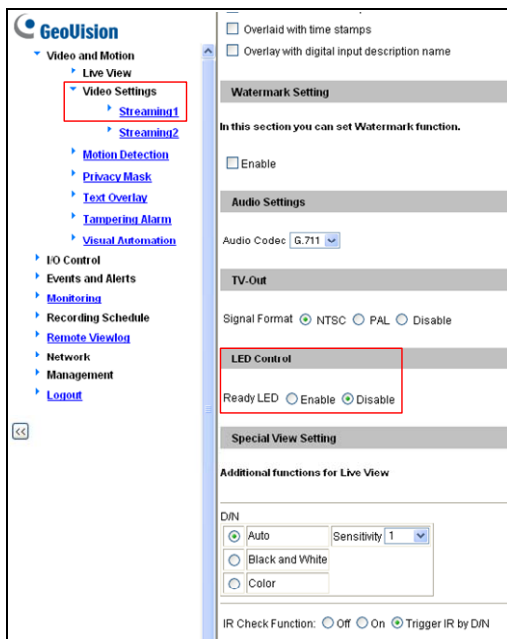 GeoVision
Video and Motion
Live View
Video Settings
Streaming1
Streaming2
Motion Detection
Privacy Mask
Text Overlay
Tampering Alarm
Visual Automation
I/O Control
Events and Alerts
Monitoring
Recording Schedule
Remote Viewlog
Network
Management
Logout
Overlaid with time stamps
Overlay with digital input description name
Watermark Setting
In this section you can set Watermark function.
Enable
Audio Settings
Audio Codec G.711
TV-Out
Signal Format NTSC PAL Disable
LED Control
Ready LED Enable Disable
Special View Setting
Additional functions for Live View
D/N
Auto Sensitivity 1
Black and White
Color
IR Check Function: Off On Trigger IR by D/N